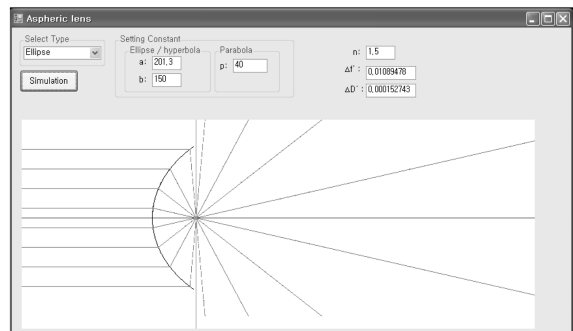 Aspheric lens
Select Type
Ellipse
Simulation
Setting Constant
Ellipse / hyperbola
a: 201,3
b: 150
Parabola
p: 40
n: 1,5
Δf' : 0,01089478
ΔD' : 0,000152743